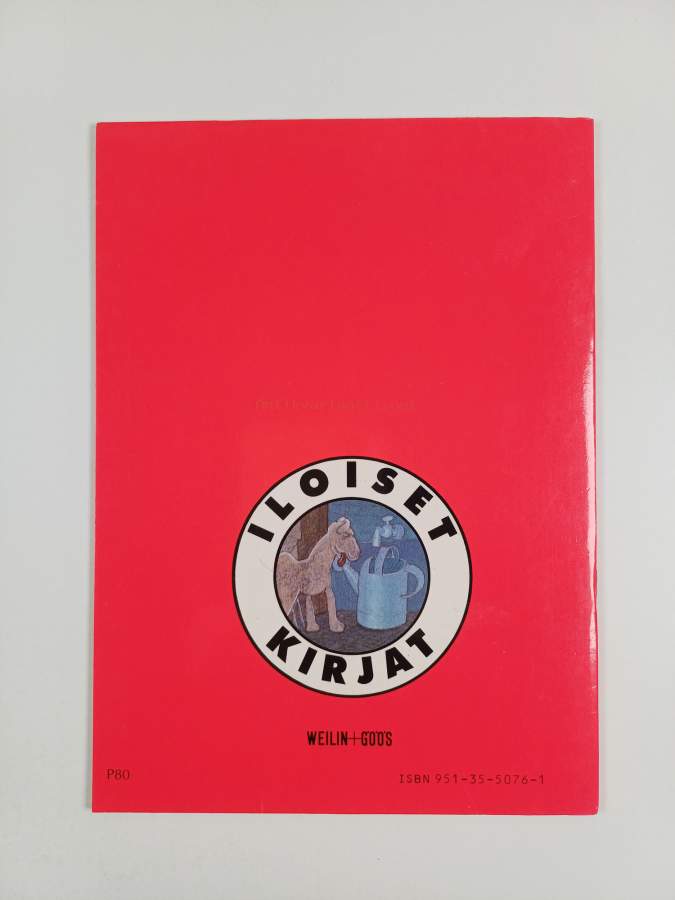 ILOISET
KIRJAT
WEILIN+GÖÖS
P80
ISBN 951-35-5076-1